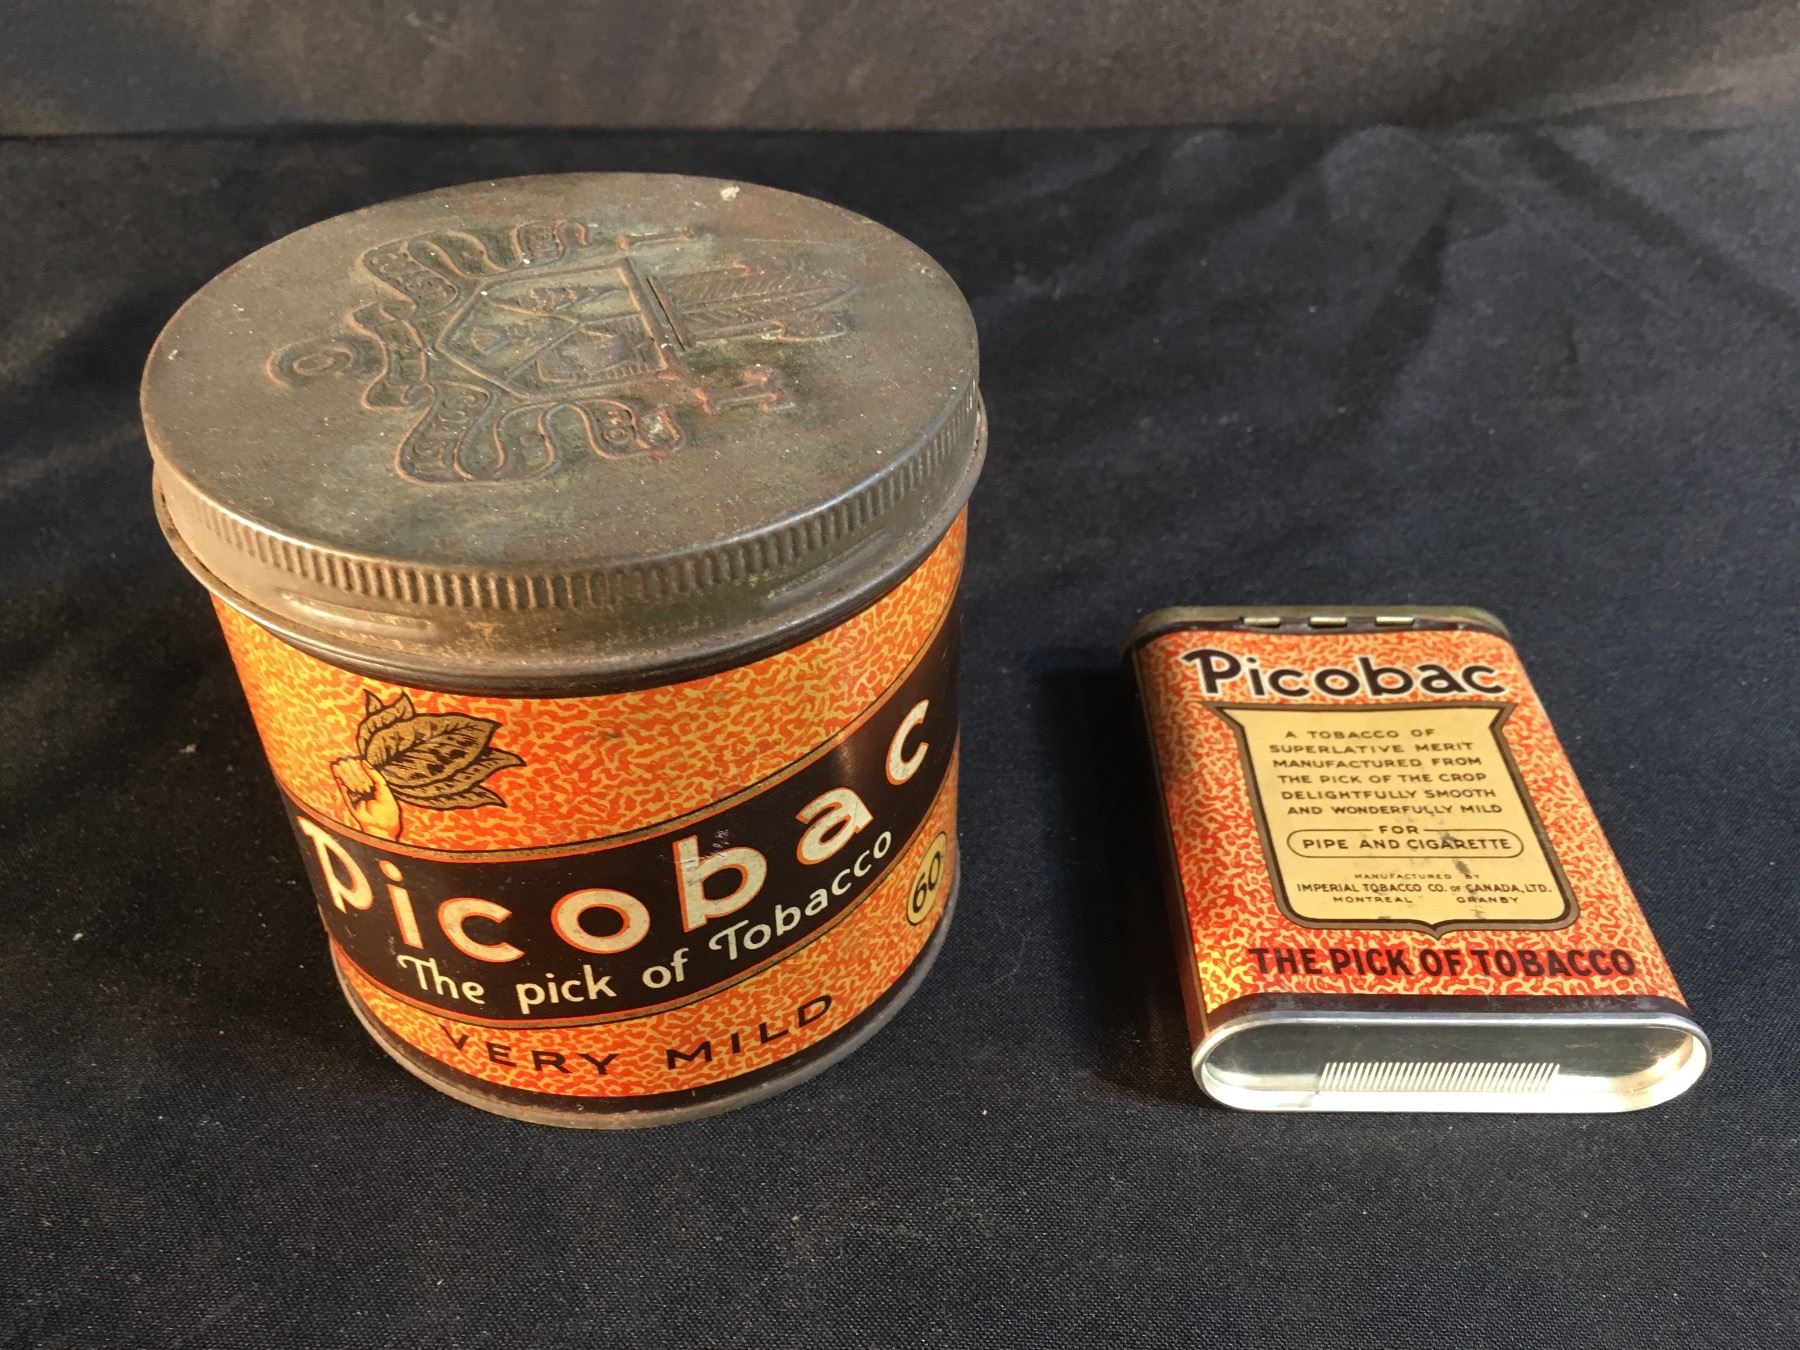 Picobac
The pick of Tobacco
60¢
VERY MILD
Picobac
A TOBACCO OF
SUPERLATIVE MERIT
MANUFACTURED FROM
THE PICK OF THE CROP
DELIGHTFULLY SMOOTH
AND WONDERFULLY MILD
FOR
PIPE AND CIGARETTE
MANUFACTURED BY
IMPERIAL TOBACCO CO. OF CANADA, LTD.
MONTREAL GRANBY
THE PICK OF TOBACCO